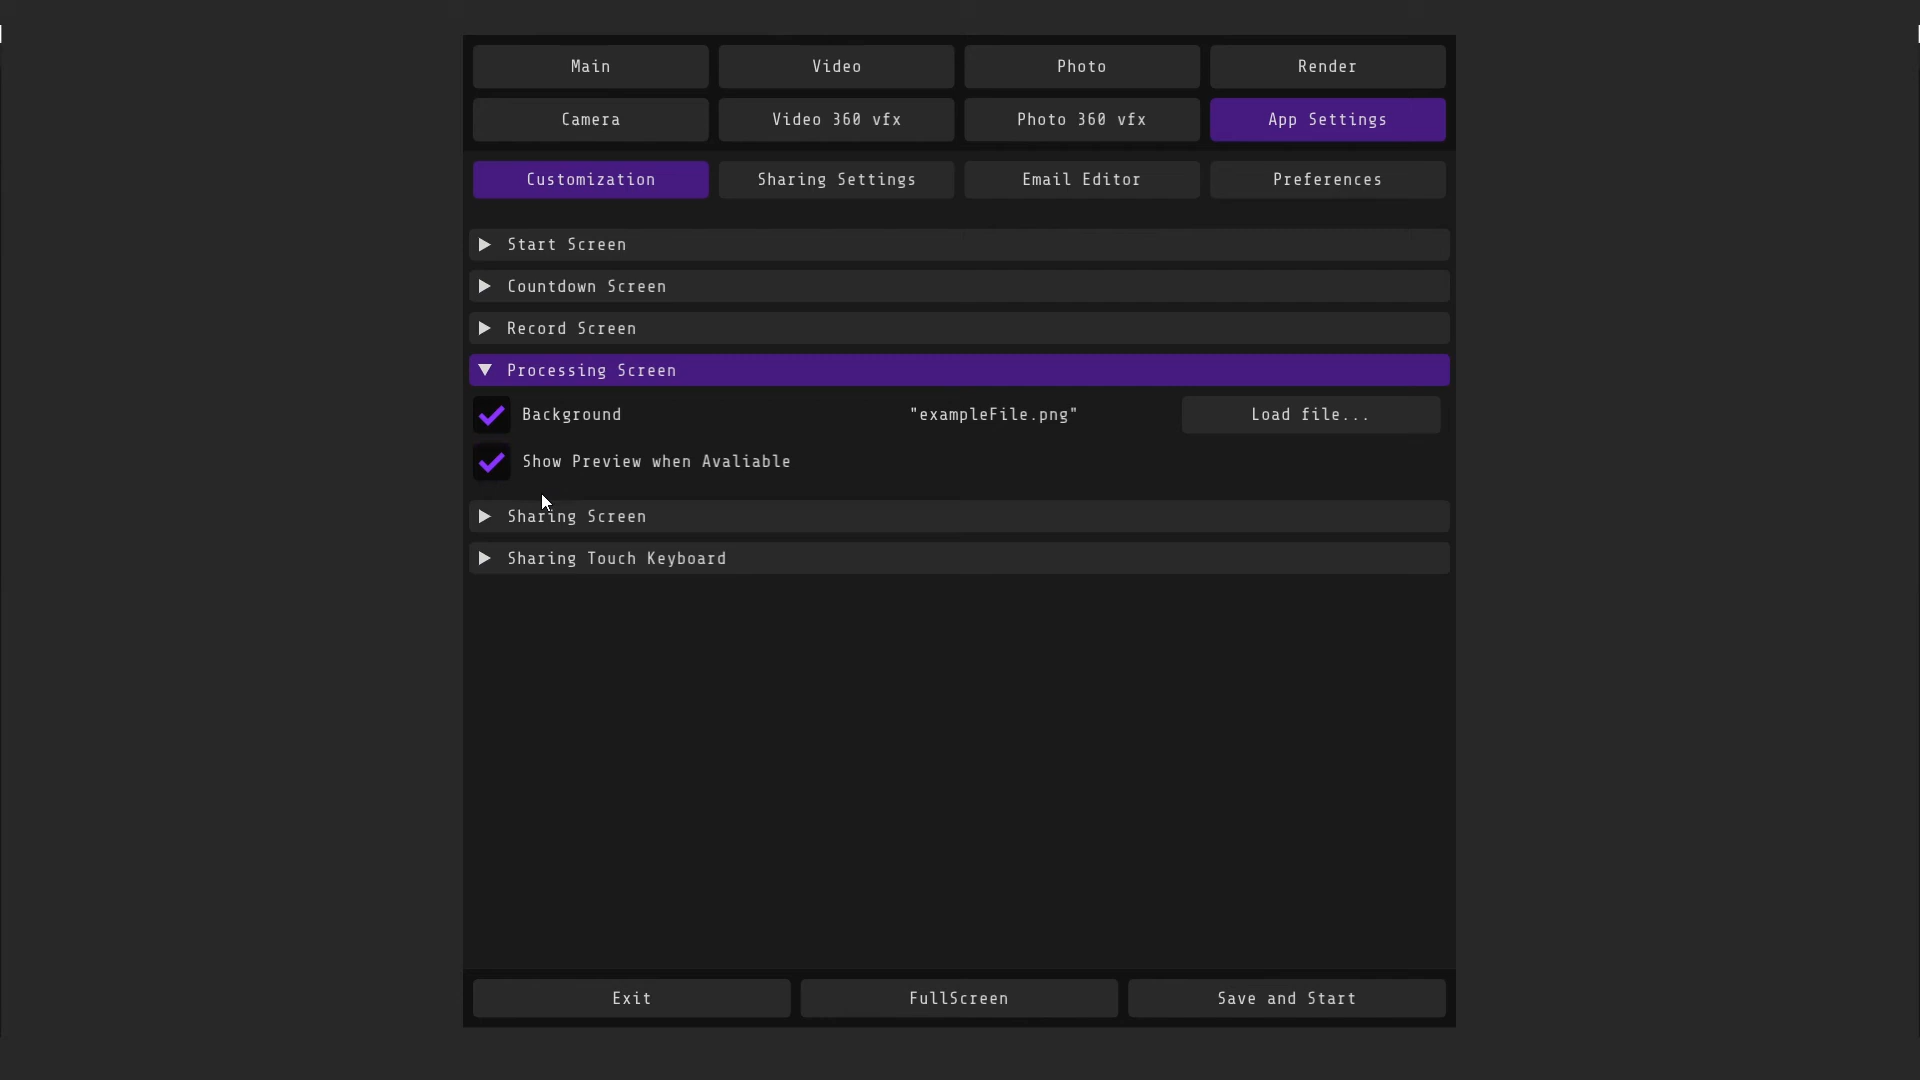 Main Video Photo Render
Camera Video 360 vfx Photo 360 vfx App Settings
Customization Sharing Settings Email Editor Preferences
Start Screen
Countdown Screen
Record Screen
Processing Screen
Background "exampleFile.png" Load file...
Show Preview when Avaliable
Sharing Screen
Sharing Touch Keyboard
Exit FullScreen Save and Start